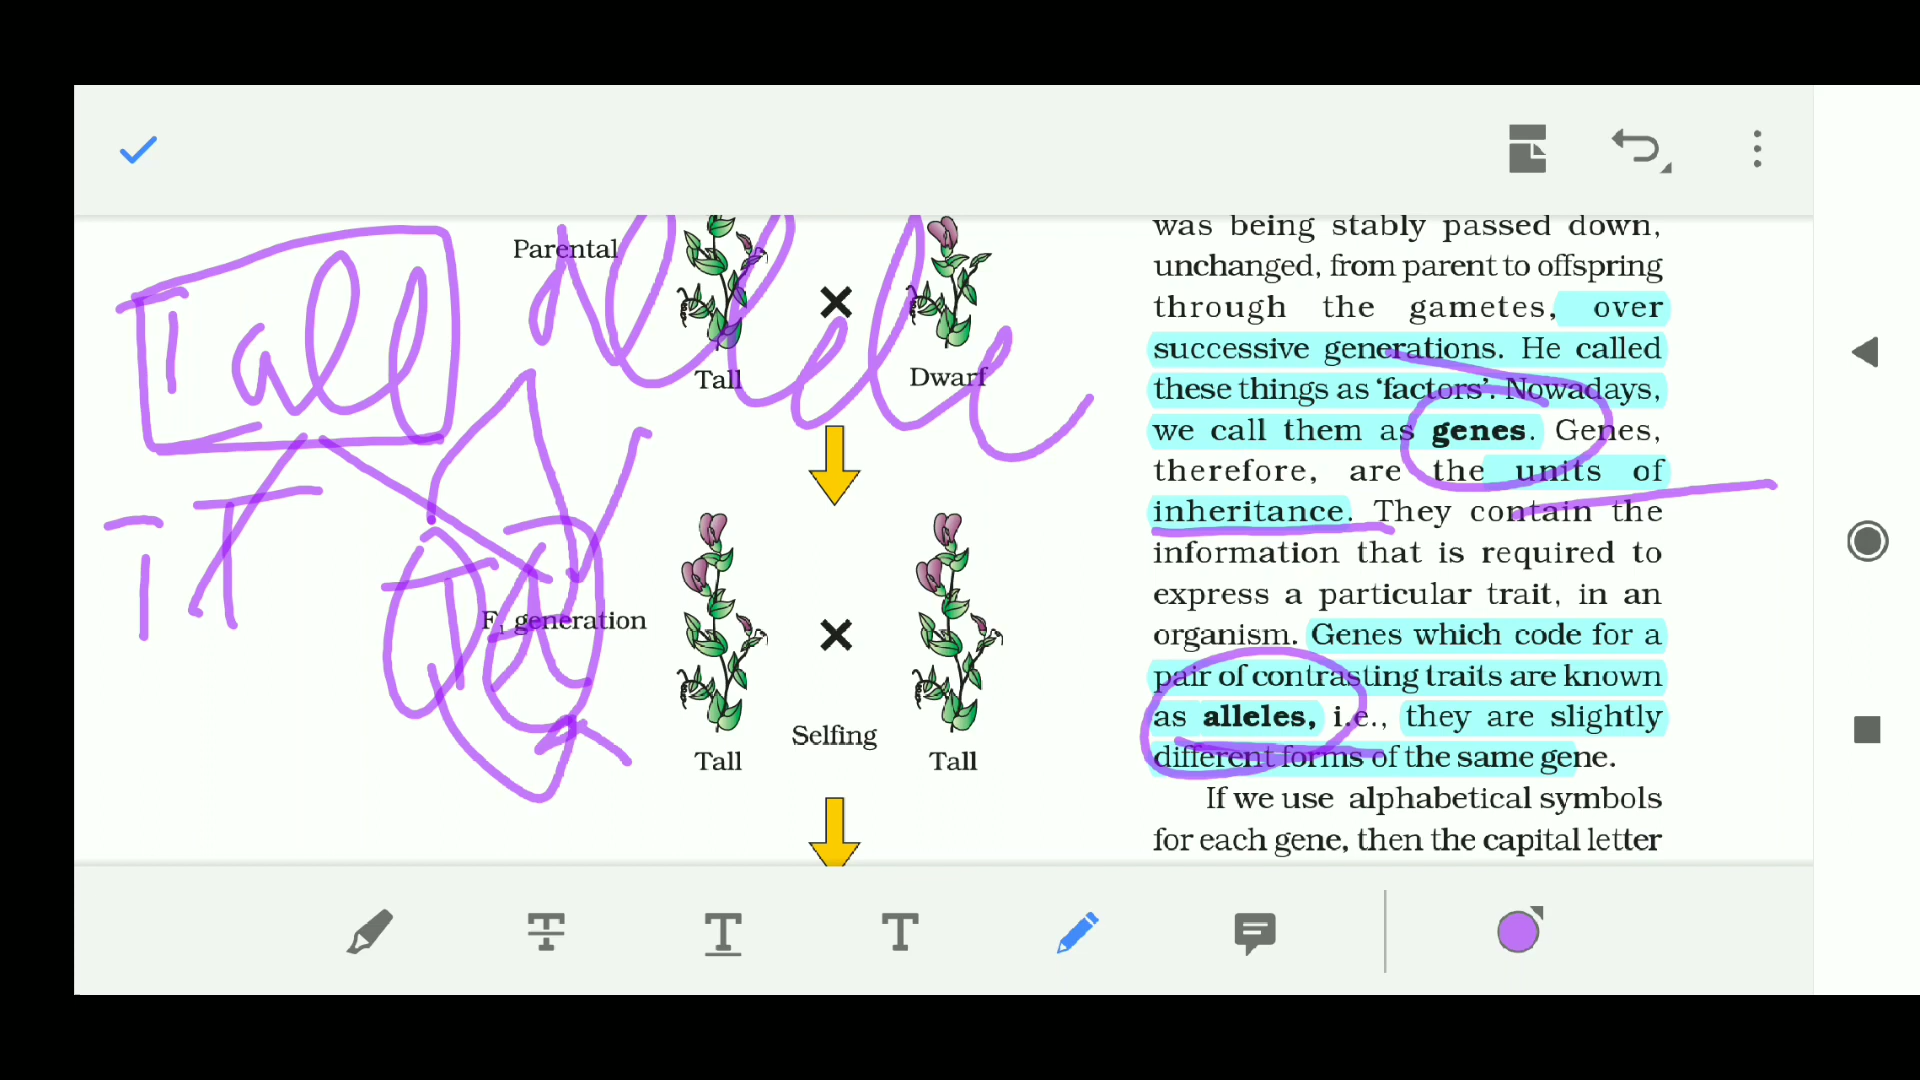 Tall
allele
T T
T t
Parental
Tall
Dwarf
F1 generation
Selfing
Tall
Tall
was being stably passed down,
unchanged, from parent to offspring
through the gametes, over
successive generations. He called
these things as ‘factors’. Nowadays,
we call them as genes. Genes,
therefore, are the units of
inheritance. They contain the
information that is required to
express a particular trait, in an
organism. Genes which code for a
pair of contrasting traits are known
as alleles, i.e., they are slightly
different forms of the same gene.
If we use alphabetical symbols
for each gene, then the capital letter